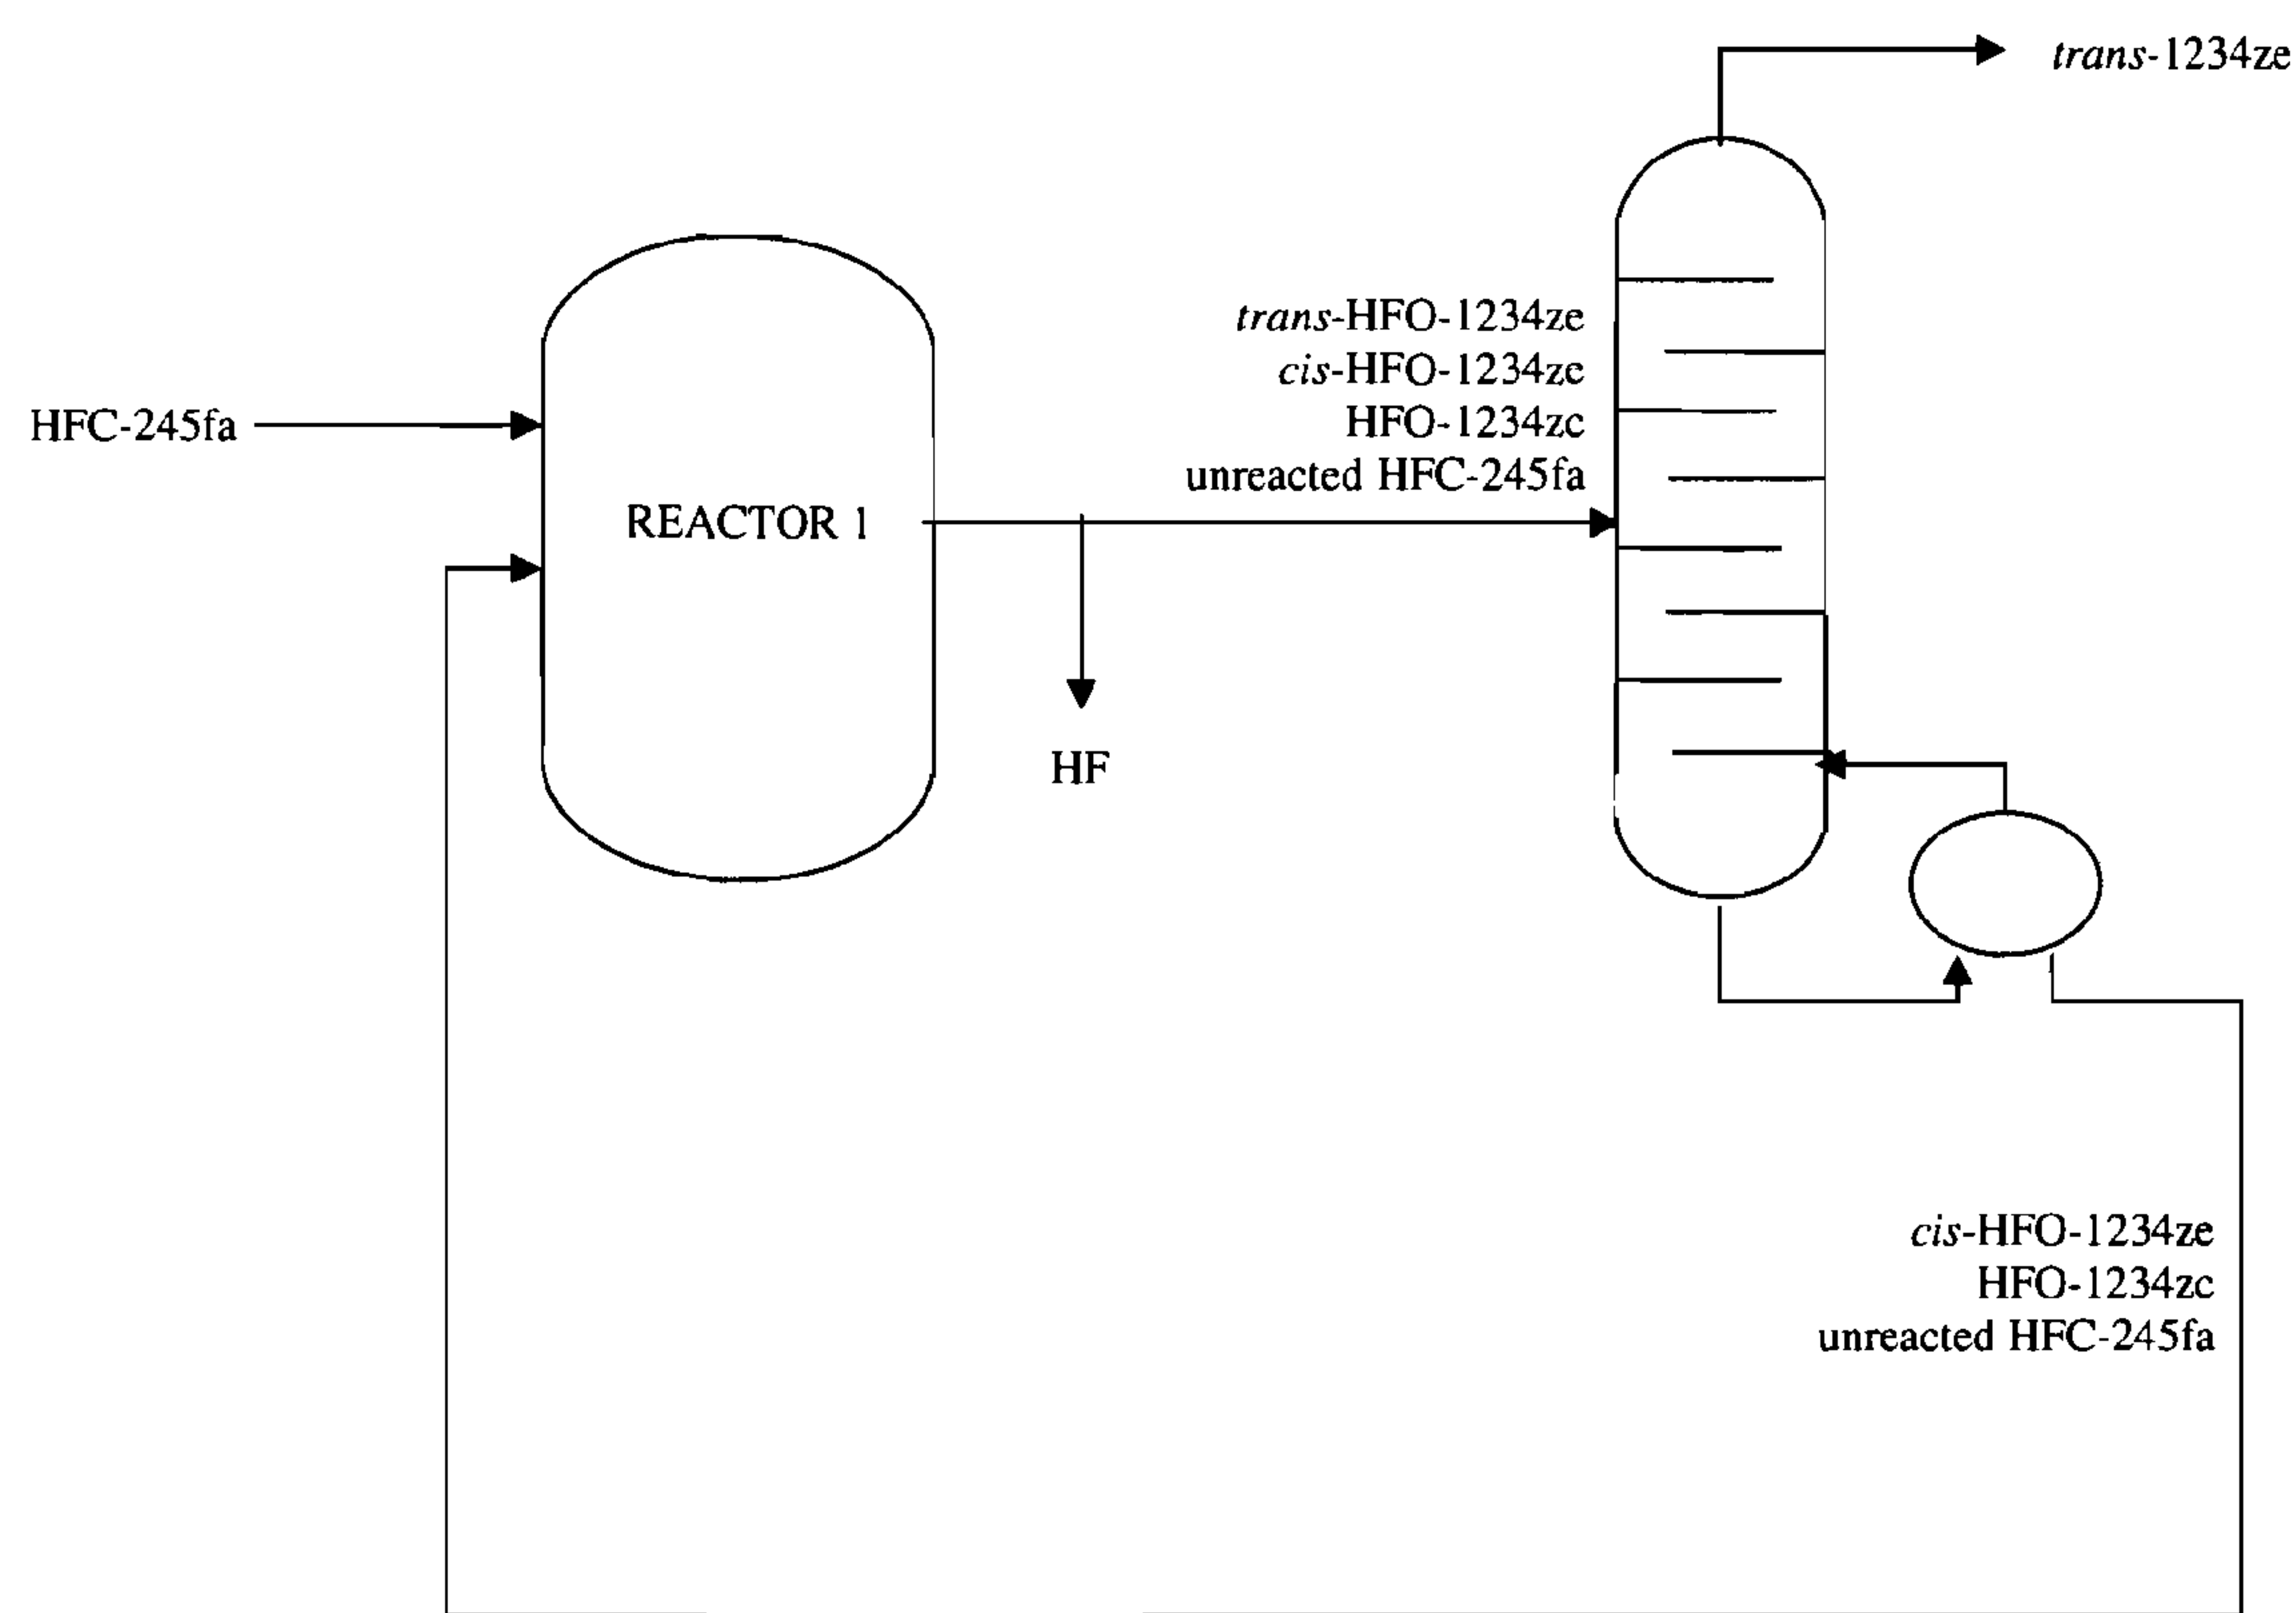 trans-1234ze
trans-HFO-1234ze
cis-HFO-1234ze
HFO-1234zc
unreacted HFC-245fa
HFC-245fa
REACTOR 1
HF
cis-HFO-1234ze
HFO-1234zc
unreacted HFC-245fa